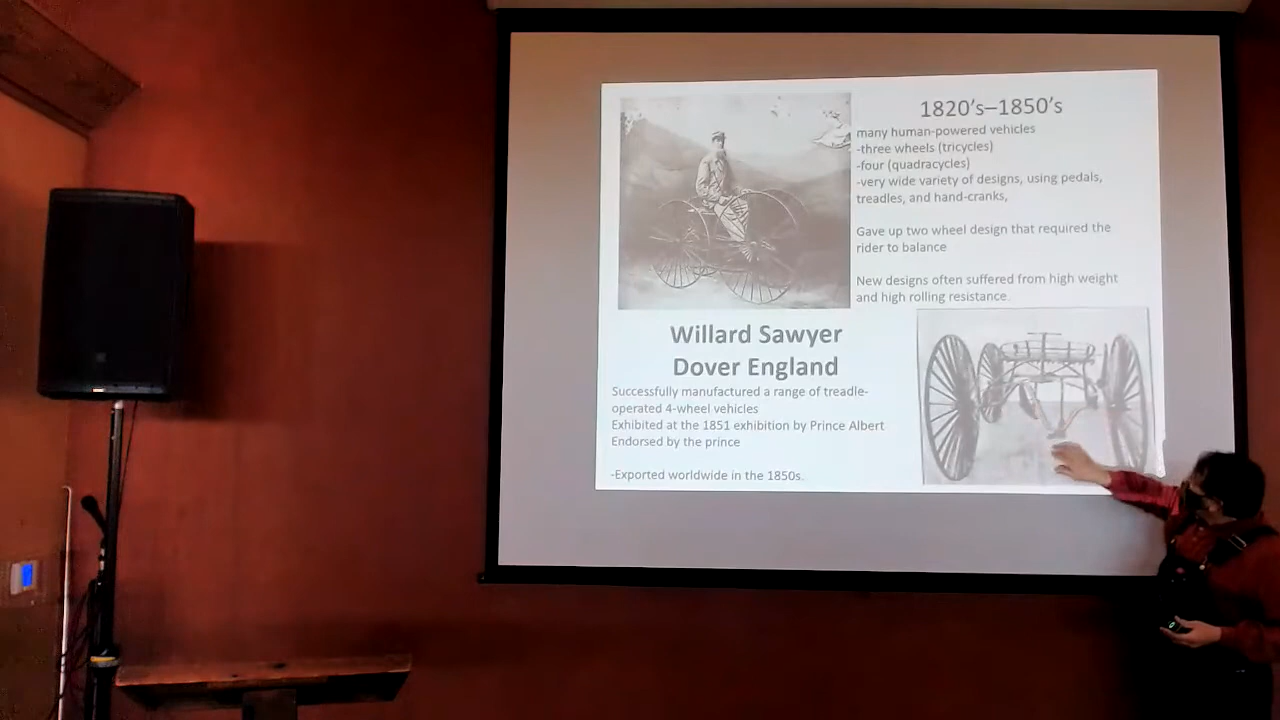 1820's–1850's
many human-powered vehicles
-three wheels (tricycles)
-four (quadracycles)
-very wide variety of designs, using pedals,
treadles, and hand-cranks,
Gave up two wheel design that required the
rider to balance
New designs often suffered from high weight
and high rolling resistance.
Willard Sawyer
Dover England
Successfully manufactured a range of treadle-
operated 4-wheel vehicles
Exhibited at the 1851 exhibition by Prince Albert
Endorsed by the prince
-Exported worldwide in the 1850s.